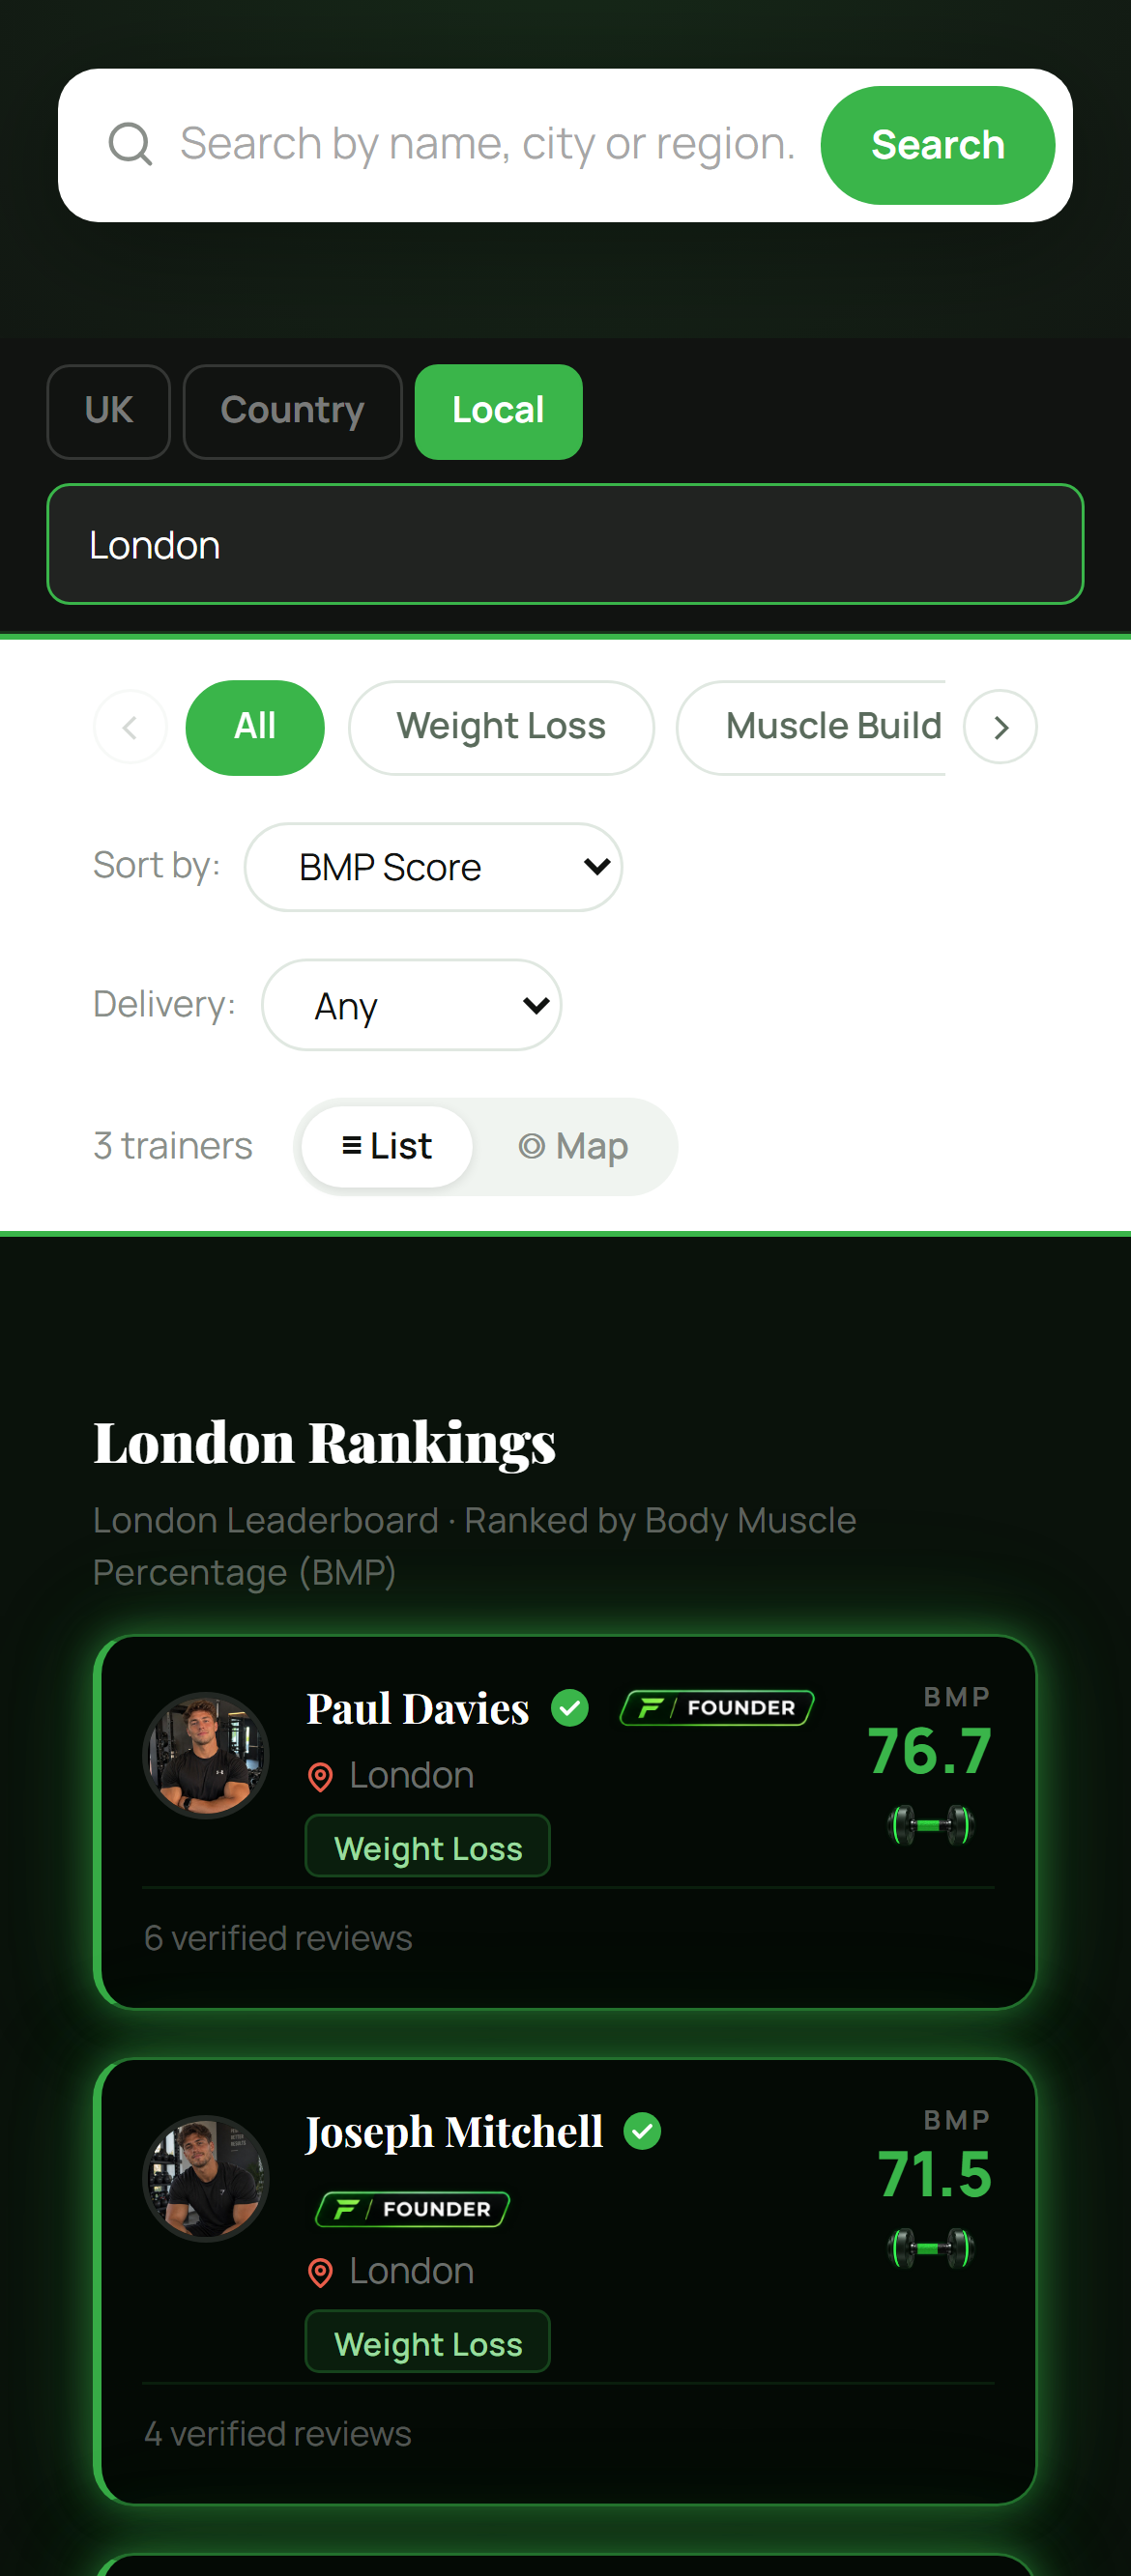 Search by name, city or region.
Search
UK
Country
Local
London
All
Weight Loss
Muscle Build
Sort by:
BMP Score
Delivery:
Any
3 trainers
≡ List
◎ Map
London Rankings
London Leaderboard · Ranked by Body Muscle
Percentage (BMP)
Paul Davies
F / FOUNDER
BMP
76.7
London
Weight Loss
6 verified reviews
Joseph Mitchell
BMP
71.5
F / FOUNDER
London
Weight Loss
4 verified reviews